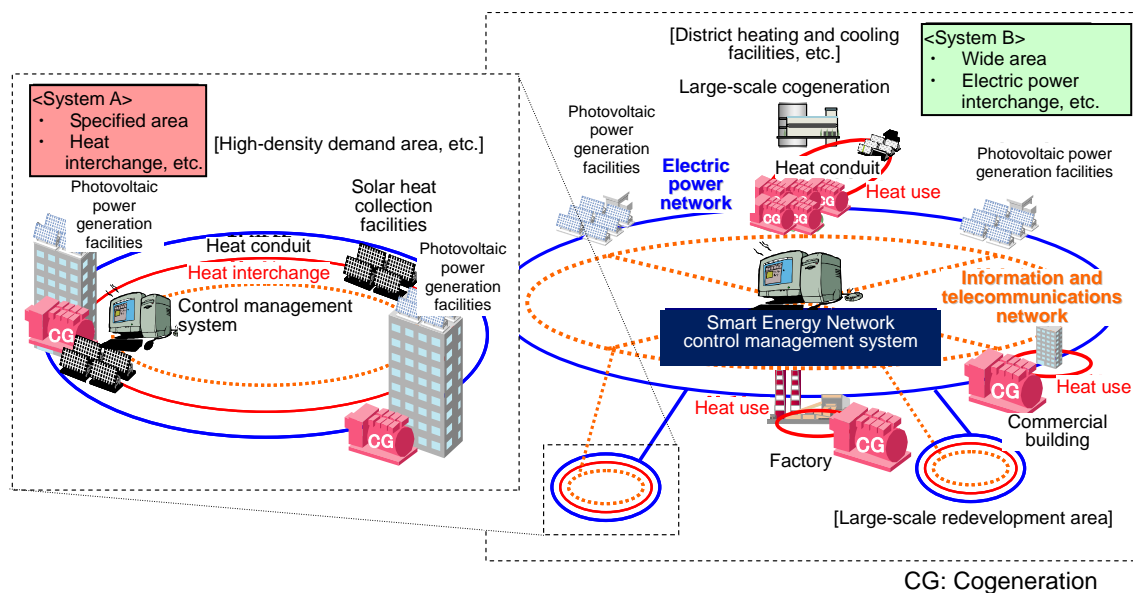 <System A>
・ Specified area
・ Heat
interchange, etc.
[High-density demand area, etc.]
Photovoltaic
power
generation
facilities
Solar heat
collection
facilities
Heat conduit
Heat interchange
Photovoltaic
power
generation
facilities
Control management
system
CG
CG
[District heating and cooling
facilities, etc.]
<System B>
・ Wide area
・ Electric power
interchange, etc.
Large-scale cogeneration
Photovoltaic
power
generation
facilities
Electric
power
network
Heat conduit
Heat use
CG
CG
CG
CG
Photovoltaic power
generation facilities
Information and
telecommunications
network
Smart Energy Network
control management system
Heat use
CG
Factory
Heat use
CG
Commercial
building
[Large-scale redevelopment area]
CG: Cogeneration